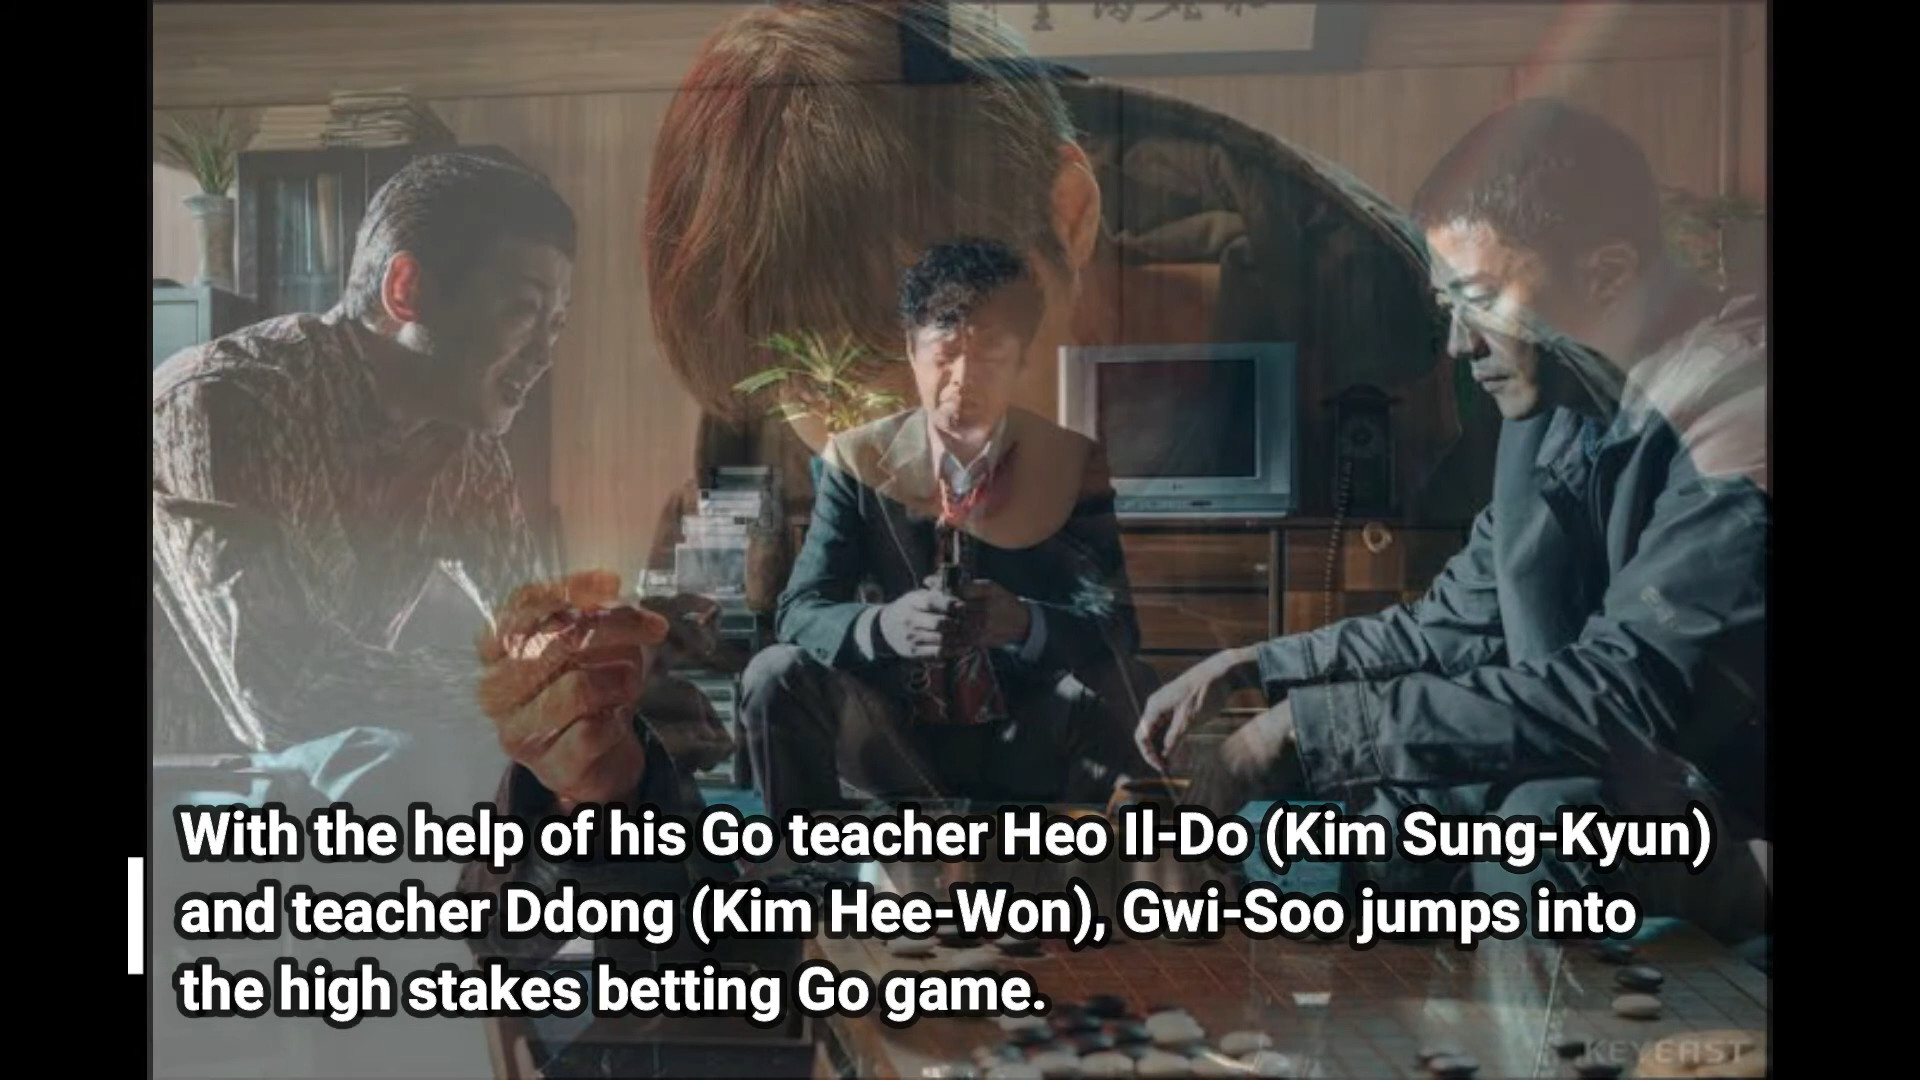 With the help of his Go teacher Heo Il-Do (Kim Sung-Kyun)
and teacher Ddong (Kim Hee-Won), Gwi-Soo jumps into
the high stakes betting Go game.
KEYEAST